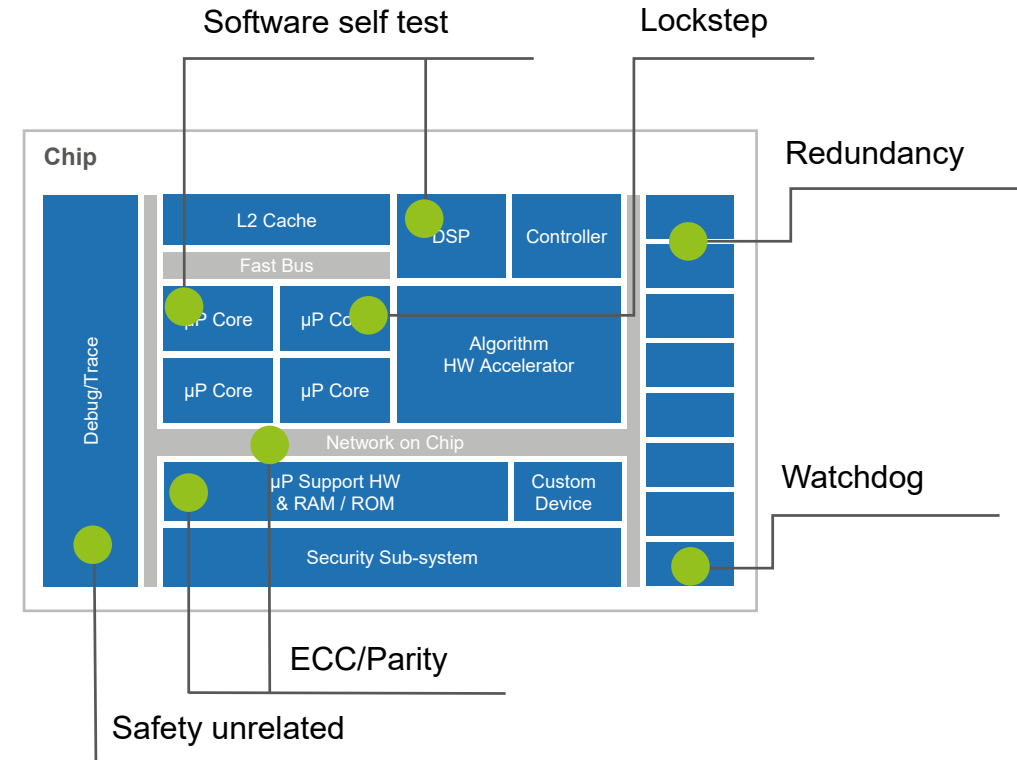 Software self test
Lockstep
Chip
Redundancy
L2 Cache
DSP
Controller
Fast Bus
µP Core
µP Co
Algorithm
HW Accelerator
Debug/Trace
µP Core
µP Core
Network on Chip
Watchdog
µP Support HW
& RAM / ROM
Custom
Device
Security Sub-system
ECC/Parity
Safety unrelated